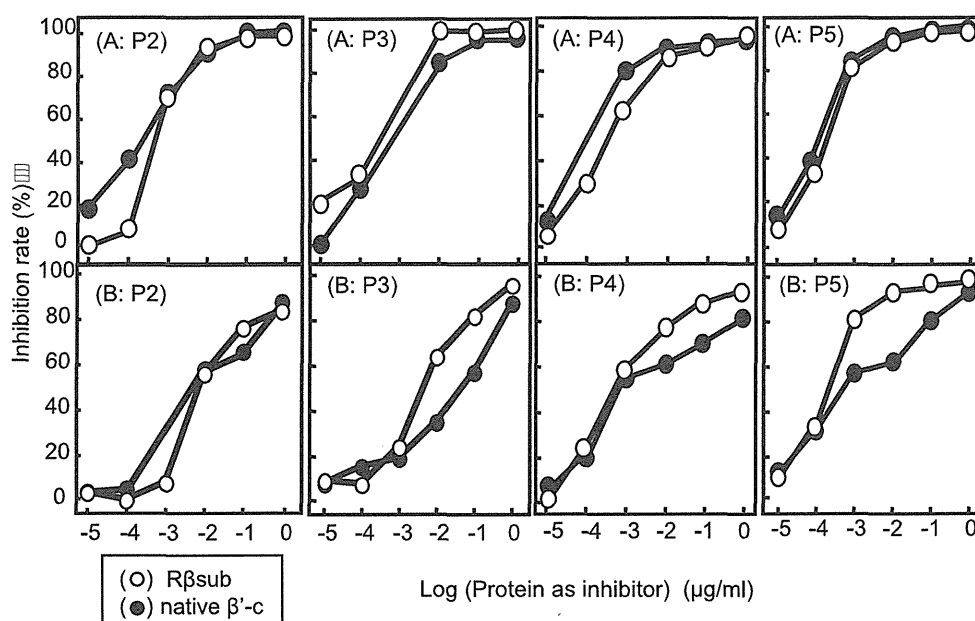 (A: P2) (A: P3) (A: P4) (A: P5)
100
80
60
40
20
0
Inhibition rate (%)
(B: P2) (B: P3) (B: P4) (B: P5)
100
80
60
40
20
0
-5 -4 -3 -2 -1 0 -5 -4 -3 -2 -1 0 -5 -4 -3 -2 -1 0 -5 -4 -3 -2 -1 0
Log (Protein as inhibitor) (µg/ml)
(○) Rβsub
(●) native β'-c